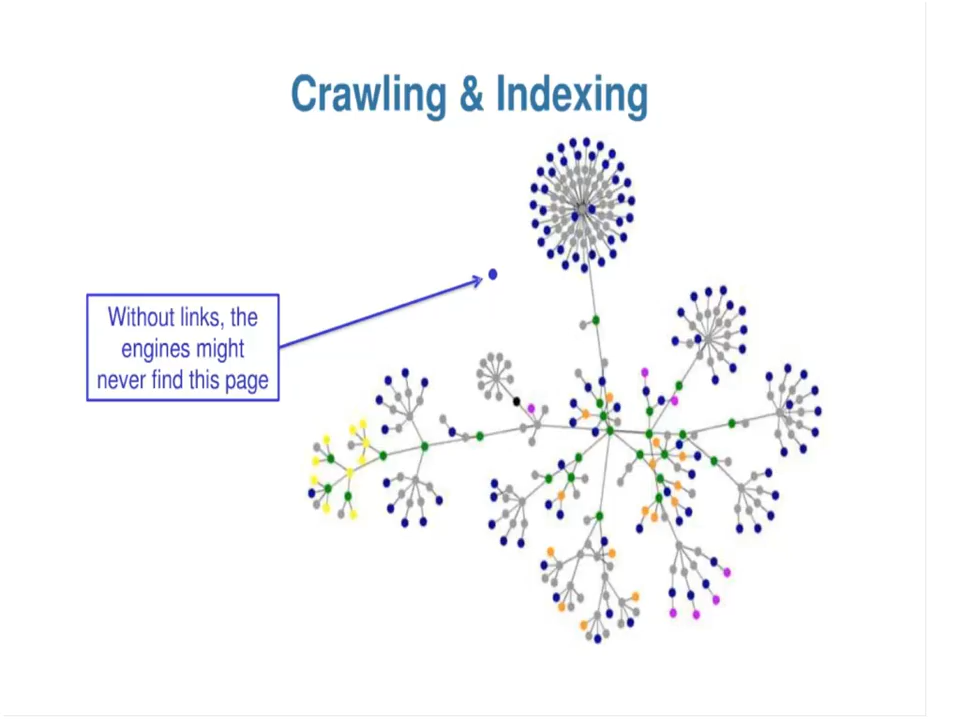 Crawling & Indexing
Without links, the
engines might
never find this page